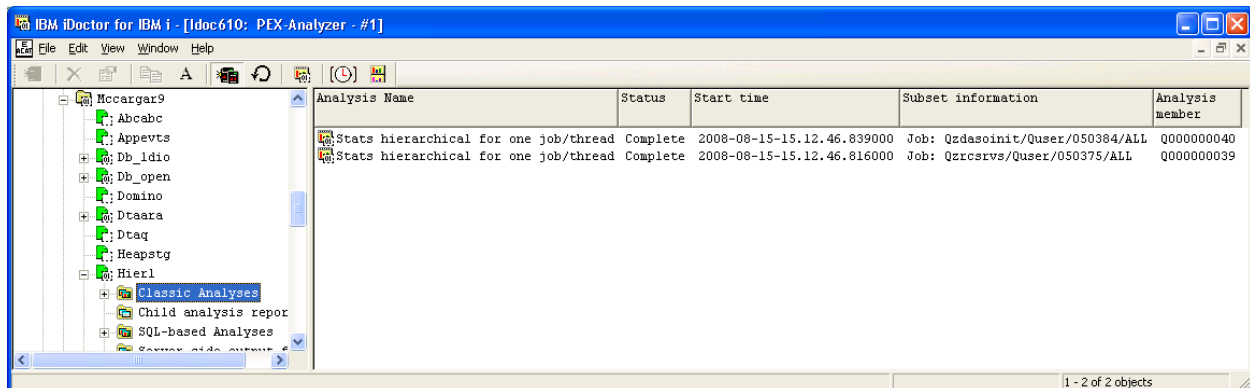 IBM iDoctor for IBM i - [Idoc610: PEX-Analyzer - #1]
File Edit View Window Help
Mccargar9
Abcabc
Appevts
Db_ldio
Db_open
Domino
Dtaara
Dtaq
Heapstg
Hier1
Classic Analyses
Child analysis repor
SQL-based Analyses
Analysis Name Status Start time Subset information Analysis member
Stats hierarchical for one job/thread Complete 2008-08-15-15.12.46.839000 Job: Qzdasoinit/Quser/050384/ALL Q000000040
Stats hierarchical for one job/thread Complete 2008-08-15-15.12.46.816000 Job: Qzrcsrvs/Quser/050375/ALL Q000000039
1 - 2 of 2 objects